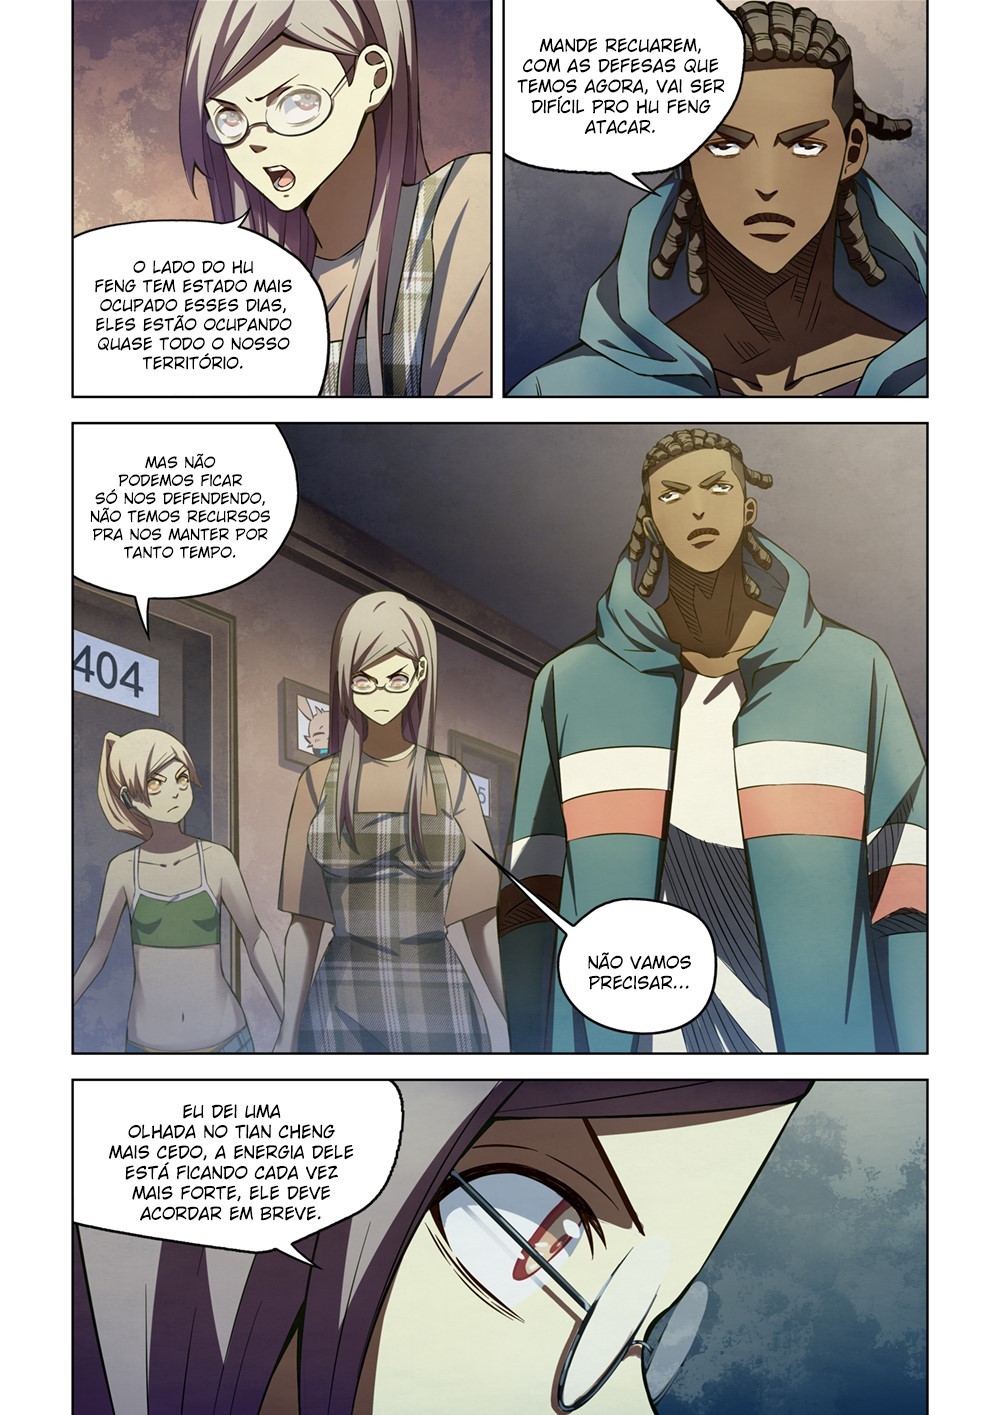 O LADO DO HU
FENG TEM ESTADO MAIS
OCUPADO ESSES DIAS,
ELES ESTÃO OCUPANDO
QUASE TODO O NOSSO
TERRITÓRIO.
MANDE RECUAREM,
COM AS DEFESAS QUE
TEMOS AGORA, VAI SER
DIFÍCIL PRO HU FENG
ATACAR.
MAS NÃO
PODEMOS FICAR
SÓ NOS DEFENDENDO,
NÃO TEMOS RECURSOS
PRA NOS MANTER POR
TANTO TEMPO.
404
5
NÃO VAMOS
PRECISAR...
EU DEI UMA
OLHADA NO TIAN CHENG
MAIS CEDO, A ENERGIA DELE
ESTÁ FICANDO CADA VEZ
MAIS FORTE, ELE DEVE
ACORDAR EM BREVE.